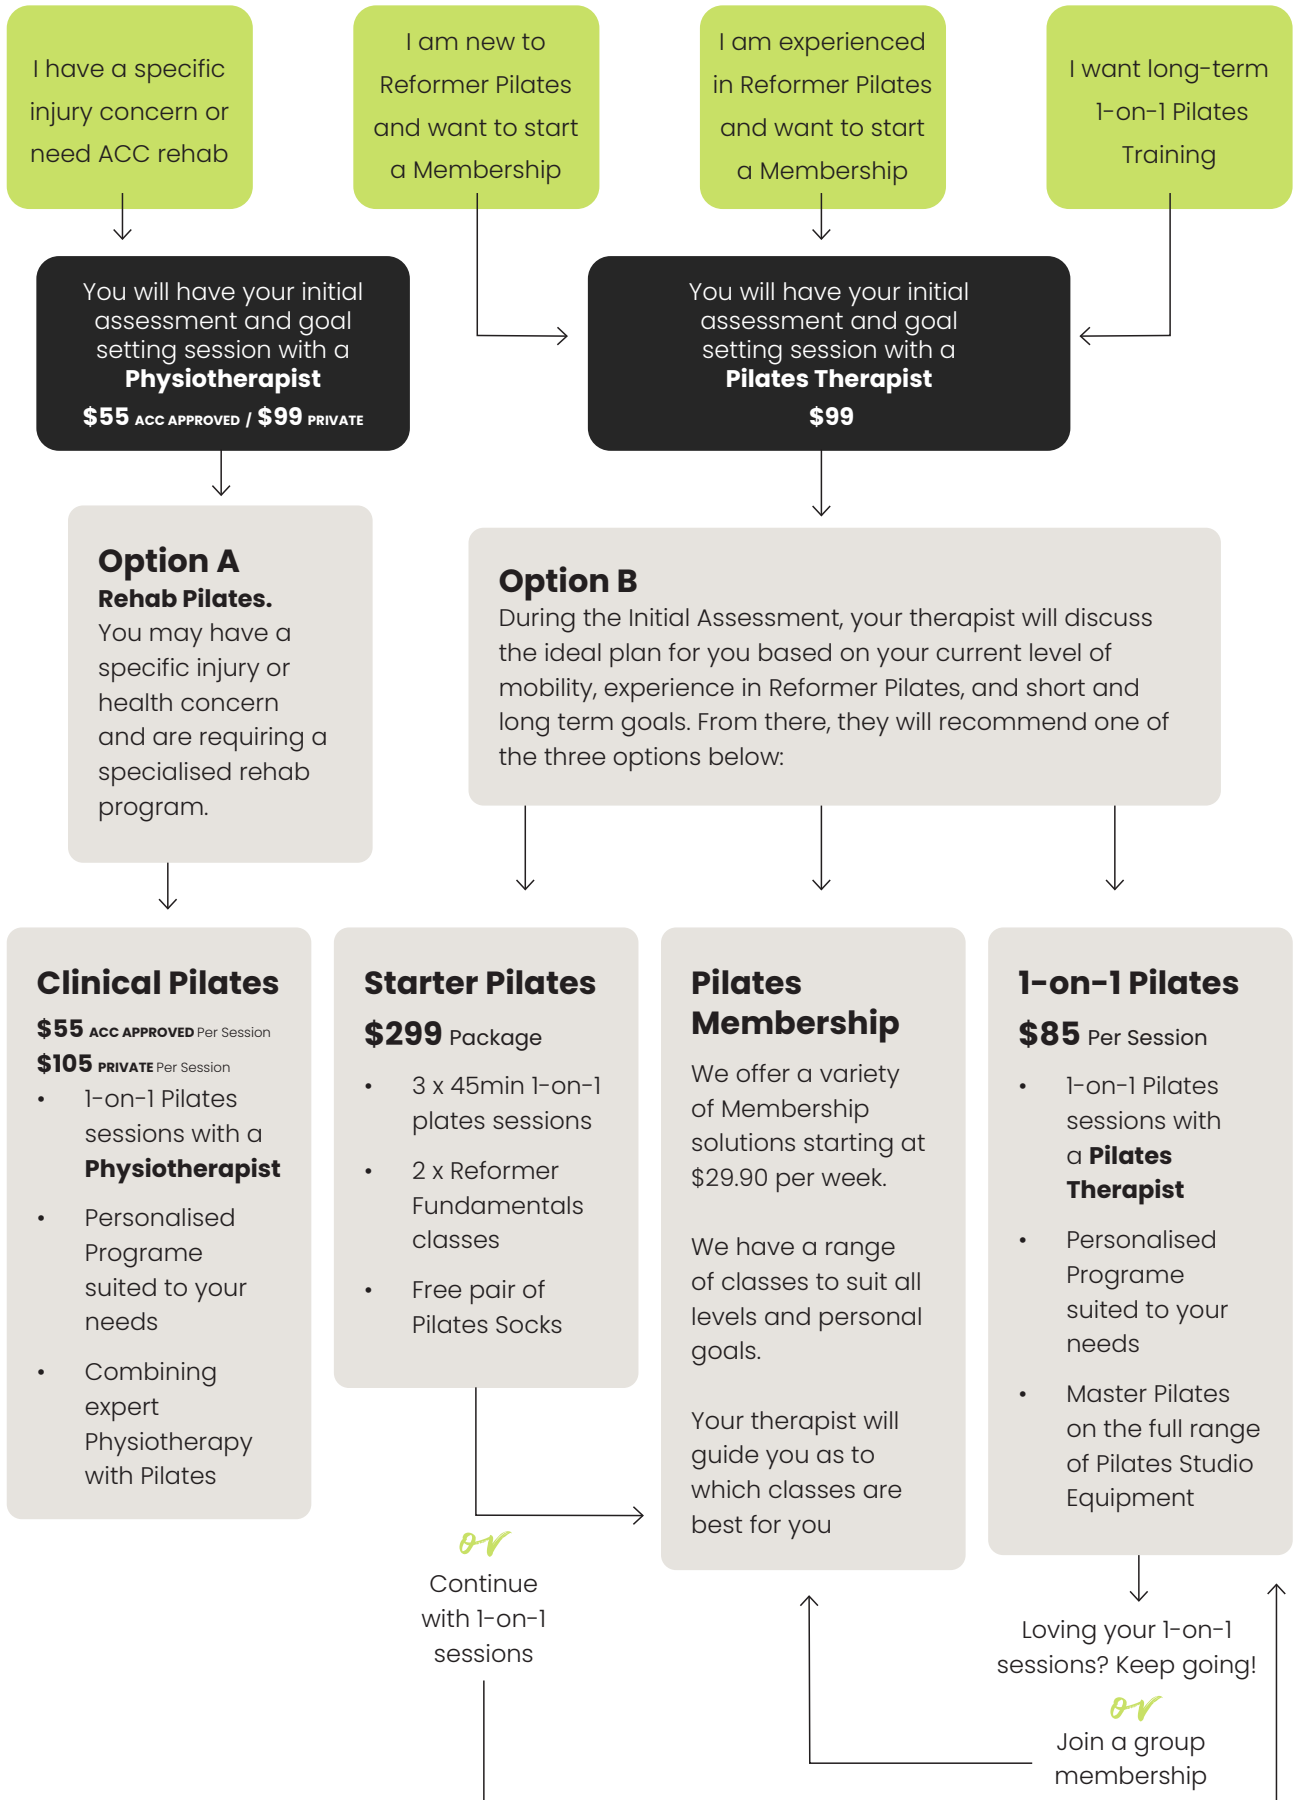 I have a specific
injury concern or
need ACC rehab
I am new to
Reformer Pilates
and want to start
a Membership
I am experienced
in Reformer Pilates
and want to start
a Membership
I want long-term
1-on-1 Pilates
Training
You will have your initial
assessment and goal
setting session with a
Physiotherapist
$55 ACC APPROVED / $99 PRIVATE
You will have your initial
assessment and goal
setting session with a
Pilates Therapist
$99
Option A
Rehab Pilates.
You may have a
specific injury or
health concern
and are requiring a
specialised rehab
program.
Option B
During the Initial Assessment, your therapist will discuss
the ideal plan for you based on your current level of
mobility, experience in Reformer Pilates, and short and
long term goals. From there, they will recommend one of
the three options below:
Clinical Pilates
$55 ACC APPROVED Per Session
$105 PRIVATE Per Session
• 1-on-1 Pilates
sessions with a
Physiotherapist
• Personalised
Programe
suited to your
needs
• Combining
expert
Physiotherapy
with Pilates
Starter Pilates
$299 Package
• 3 x 45min 1-on-1
plates sessions
• 2 x Reformer
Fundamentals
classes
• Free pair of
Pilates Socks
or
Continue
with 1-on-1
sessions
Pilates
Membership
We offer a variety
of Membership
solutions starting at
$29.90 per week.
We have a range
of classes to suit all
levels and personal
goals.
Your therapist will
guide you as to
which classes are
best for you
1-on-1 Pilates
$85 Per Session
• 1-on-1 Pilates
sessions with
a Pilates
Therapist
• Personalised
Programe
suited to your
needs
• Master Pilates
on the full range
of Pilates Studio
Equipment
Loving your 1-on-1
sessions? Keep going!
or
Join a group
membership